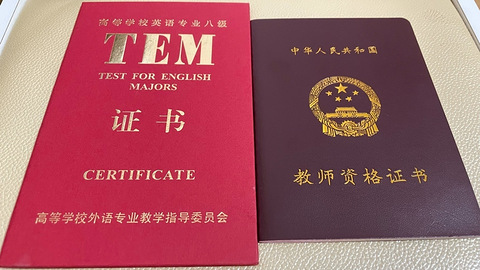 高等学校英语专业八级
TEM
TEST FOR ENGLISH
MAJORS
证书
CERTIFICATE
高等学校外语专业教学指导委员会
中华人民共和国
教师资格证书